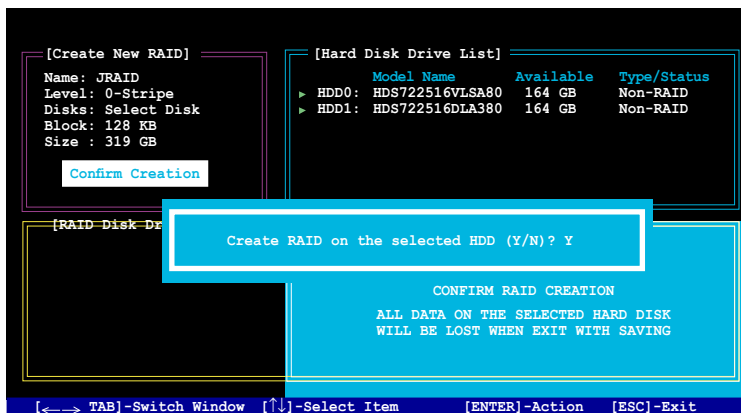 [Create New RAID]
Name: JRAID
Level: 0-Stripe
Disks: Select Disk
Block: 128 KB
Size : 319 GB
Confirm Creation
[Hard Disk Drive List]
Model Name Available Type/Status
HDD0: HDS722516VLSA80 164 GB Non-RAID
HDD1: HDS722516DLA380 164 GB Non-RAID
[RAID Disk Dr
Create RAID on the selected HDD (Y/N)? Y
CONFIRM RAID CREATION
ALL DATA ON THE SELECTED HARD DISK
WILL BE LOST WHEN EXIT WITH SAVING
[←→ TAB]-Switch Window [↑↓]-Select Item [ENTER]-Action [ESC]-Exit